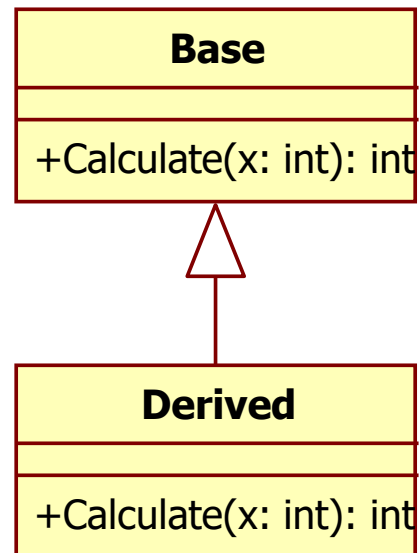 Base
+Calculate(x: int): int
Derived
+Calculate(x: int): int